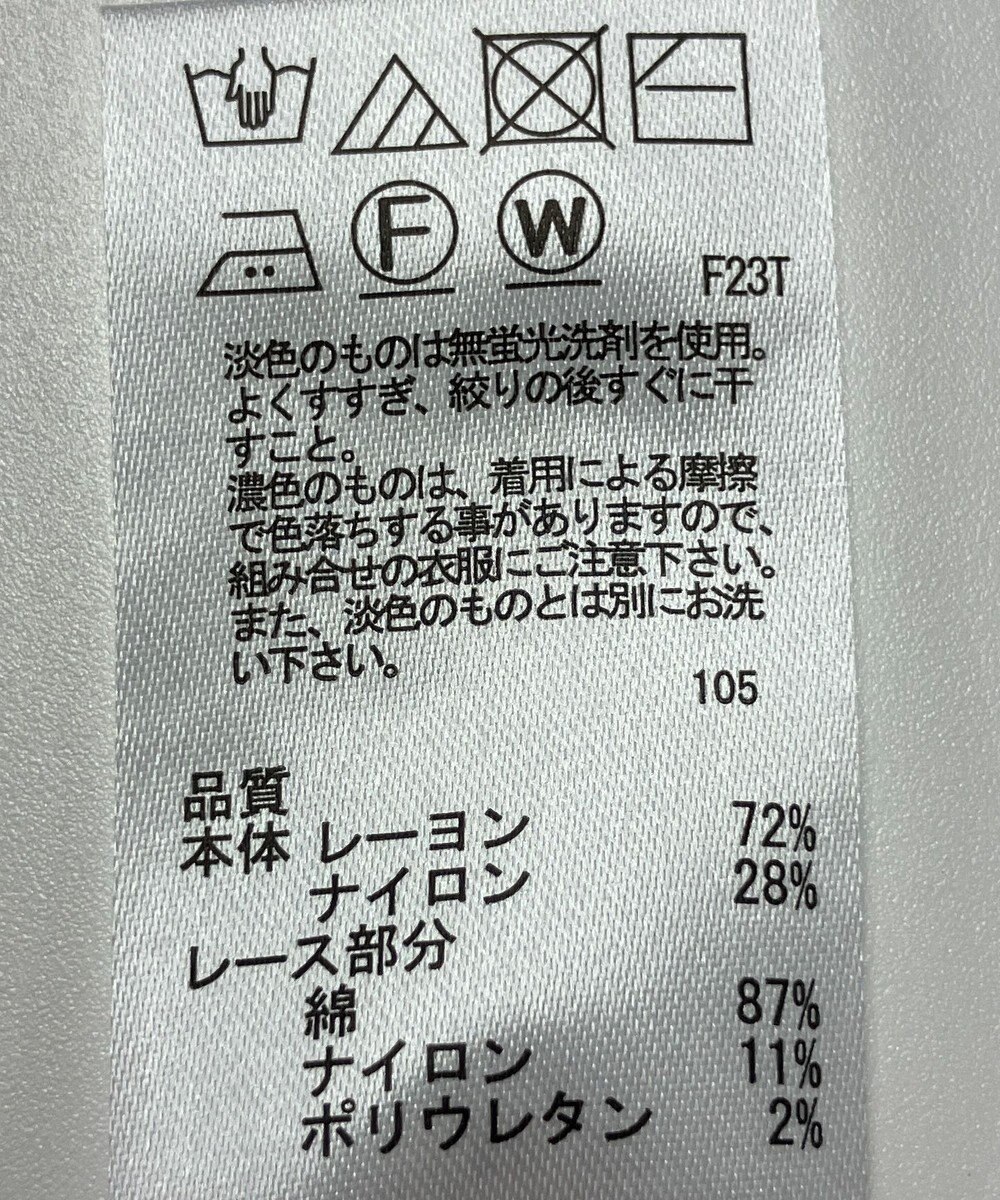 F W F23T
淡色のものは無蛍光洗剤を使用。
よくすすぎ、絞りの後すぐに干
すこと。
濃色のものは、着用による摩擦
で色落ちする事がありますので、
組み合せの衣服にご注意下さい。
また、淡色のものとは別にお洗
い下さい。
105
品質
本体 レーヨン 72%
ナイロン 28%
レース部分
綿 87%
ナイロン 11%
ポリウレタン 2%